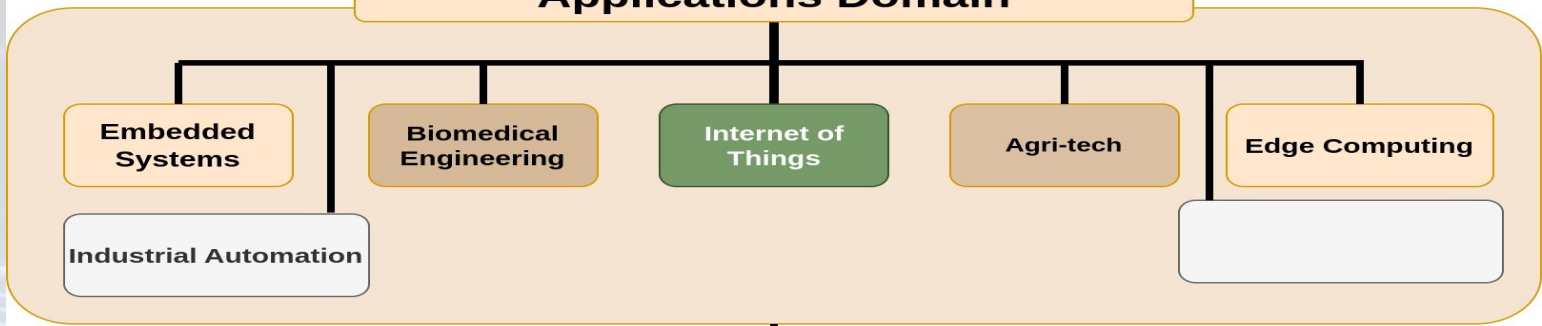 Applications Domain
Embedded
Systems
Biomedical
Engineering
Internet of
Things
Agri-tech
Edge Computing
Industrial Automation